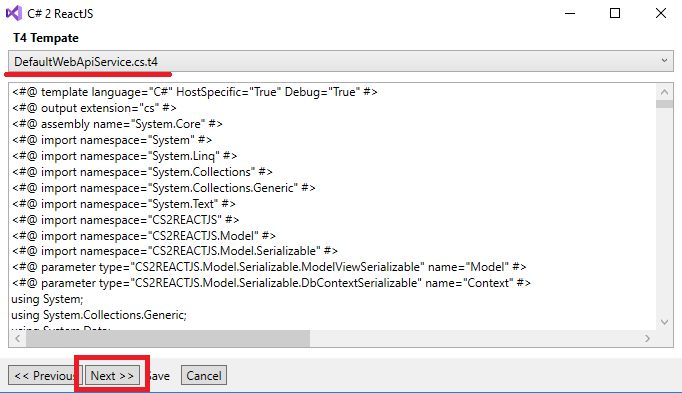 C# 2 ReactJS
T4 Tempate
DefaultWebApiService.cs.t4
<#@ template language="C#" HostSpecific="True" Debug="True" #>
<#@ output extension="cs" #>
<#@ assembly name="System.Core" #>
<#@ import namespace="System" #>
<#@ import namespace="System.Linq" #>
<#@ import namespace="System.Collections" #>
<#@ import namespace="System.Collections.Generic" #>
<#@ import namespace="System.Text" #>
<#@ import namespace="CS2REACTJS" #>
<#@ import namespace="CS2REACTJS.Model" #>
<#@ import namespace="CS2REACTJS.Model.Serializable" #>
<#@ parameter type="CS2REACTJS.Model.Serializable.ModelViewSerializable" name="Model" #>
<#@ parameter type="CS2REACTJS.Model.Serializable.DbContextSerializable" name="Context" #>
using System;
using System.Collections.Generic;
using System.Data;
<< Previous Next >> Save Cancel